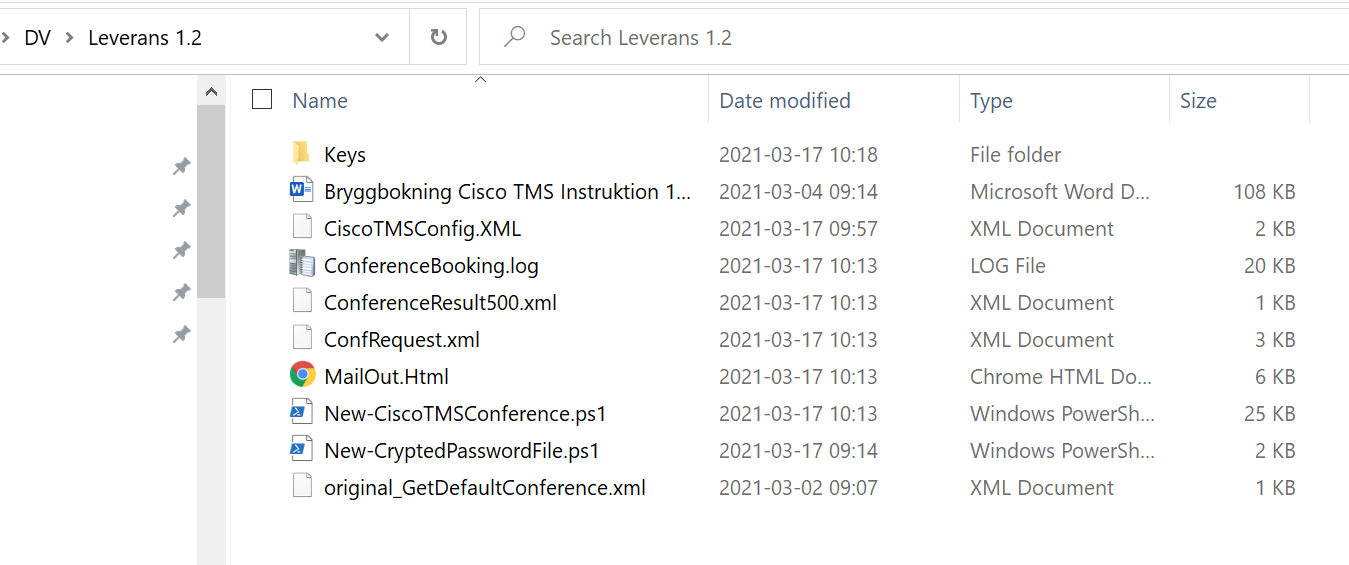 DV > Leverans 1.2 Search Leverans 1.2
Name Date modified Type Size
Keys 2021-03-17 10:18 File folder
Bryggbokning Cisco TMS Instruktion 1... 2021-03-04 09:14 Microsoft Word D... 108 KB
CiscoTMSConfig.XML 2021-03-17 09:57 XML Document 2 KB
ConferenceBooking.log 2021-03-17 10:13 LOG File 20 KB
ConferenceResult500.xml 2021-03-17 10:13 XML Document 1 KB
ConfRequest.xml 2021-03-17 10:13 XML Document 3 KB
MailOut.Html 2021-03-17 10:13 Chrome HTML Do... 6 KB
New-CiscoTMSConference.ps1 2021-03-17 10:13 Windows PowerSh... 25 KB
New-CryptedPasswordFile.ps1 2021-03-17 09:14 Windows PowerSh... 2 KB
original_GetDefaultConference.xml 2021-03-02 09:07 XML Document 1 KB